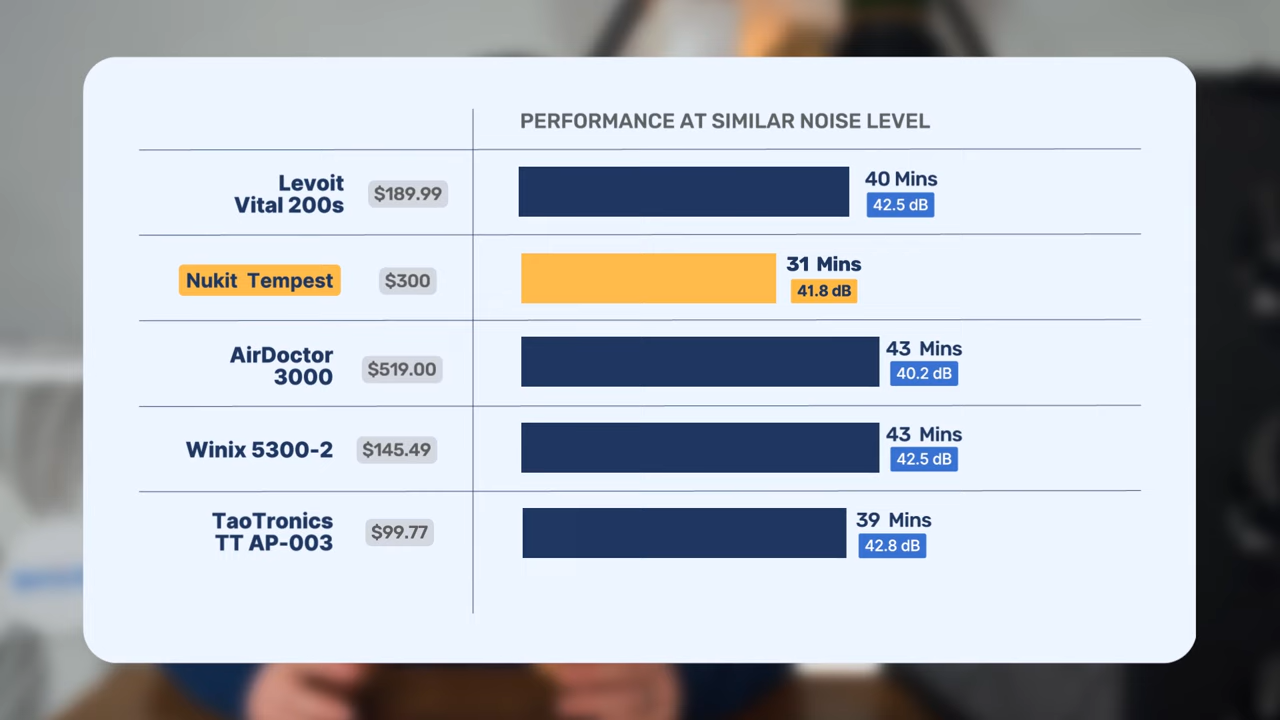 PERFORMANCE AT SIMILAR NOISE LEVEL
Levoit
Vital 200s
$189.99
40 Mins
42.5 dB
Nukit Tempest
$300
31 Mins
41.8 dB
AirDoctor
3000
$519.00
43 Mins
40.2 dB
Winix 5300-2
$145.49
43 Mins
42.5 dB
TaoTronics
TT AP-003
$99.77
39 Mins
42.8 dB